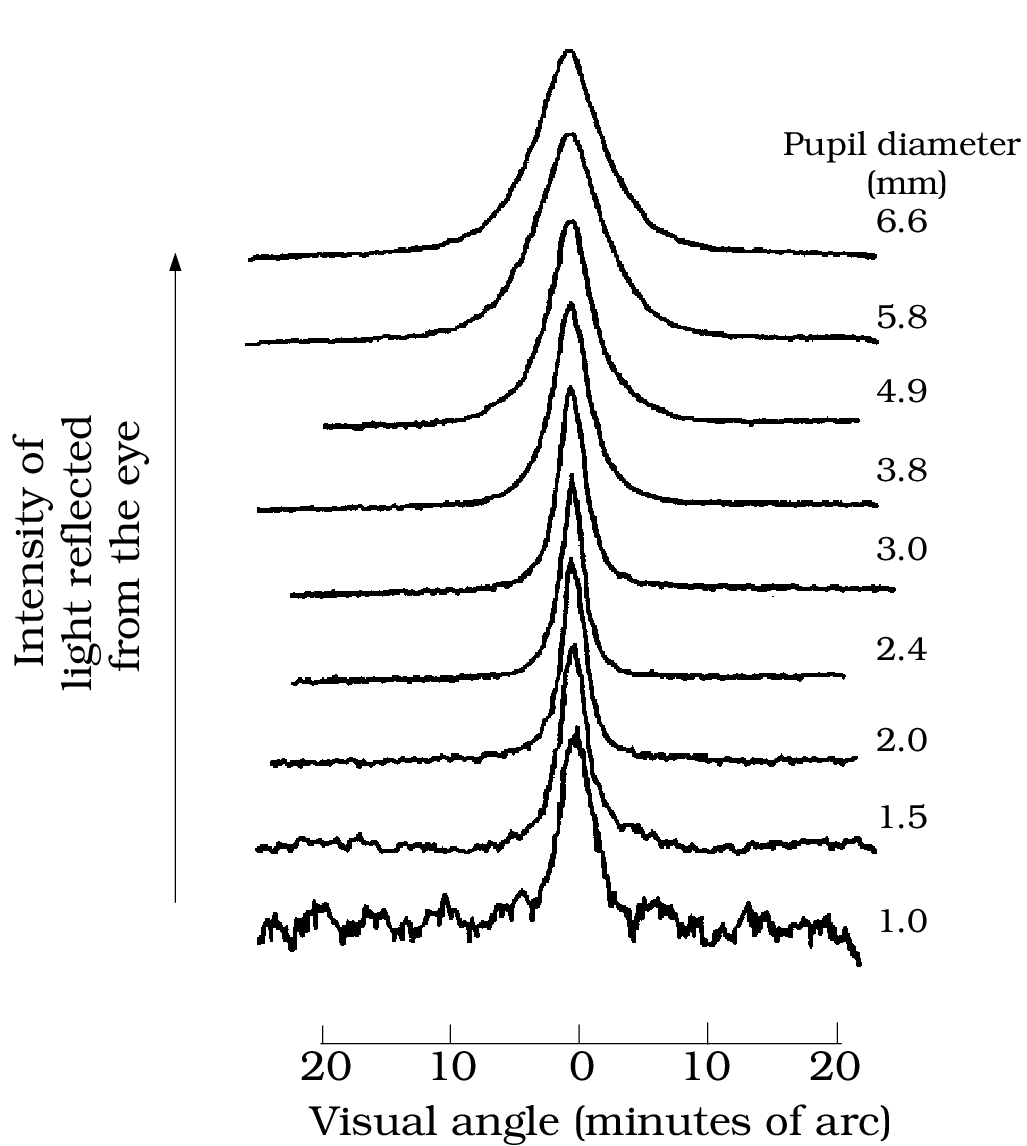 Pupil diameter
(mm)
6.6
5.8
4.9
3.8
3.0
2.4
2.0
1.5
1.0
Intensity of
light reflected
from the eye
20 10 0 10 20
Visual angle (minutes of arc)